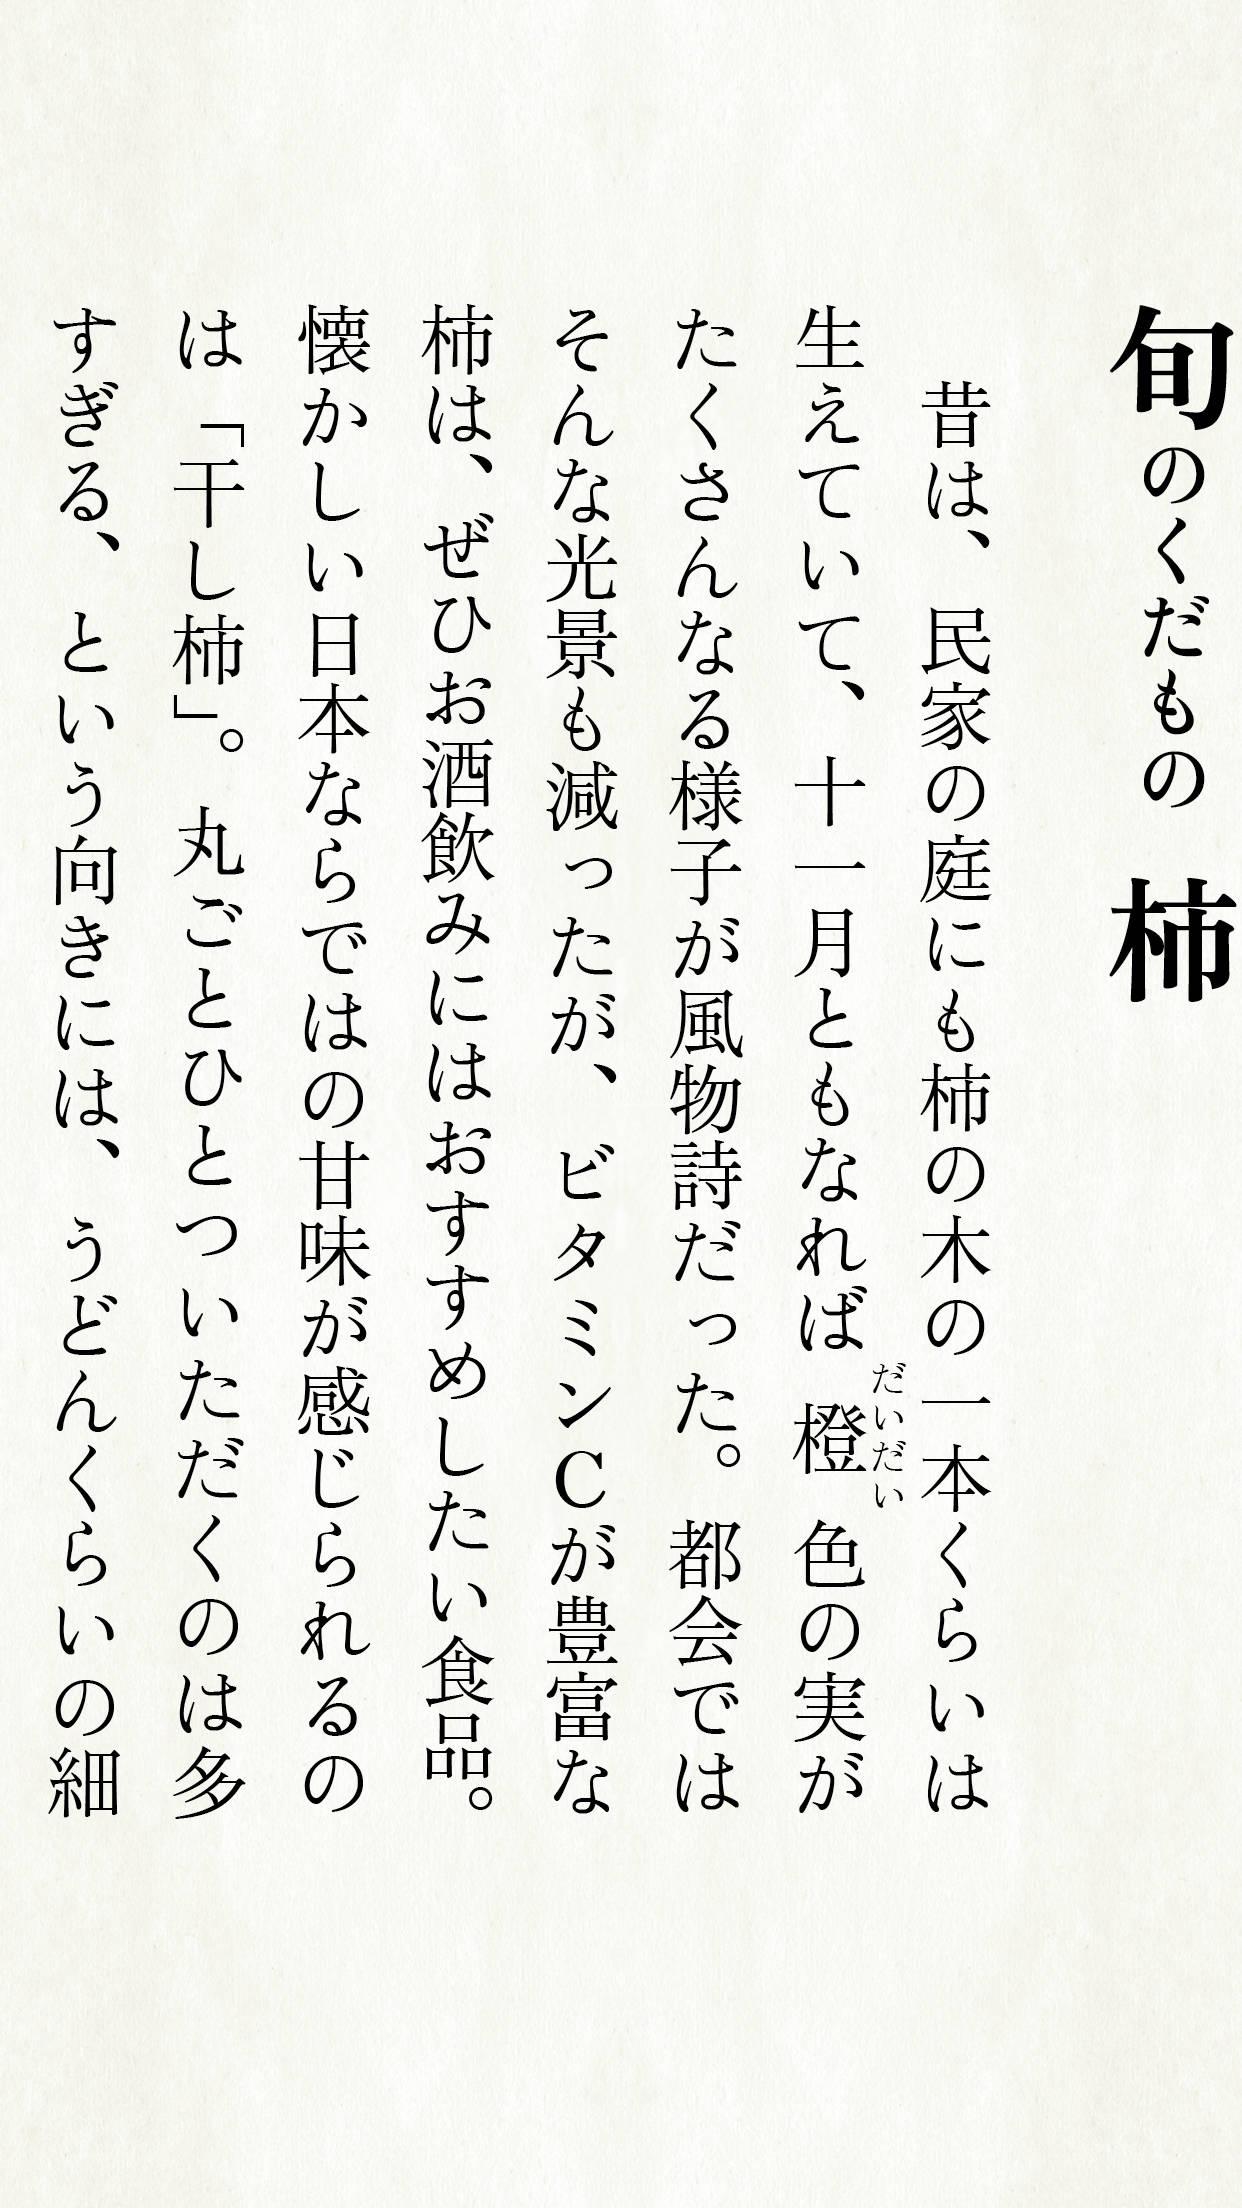 旬のくだもの　柿
　昔は、民家の庭にも柿の木の一本くらいは
生えていて、十一月ともなれば橙色の実が
だいだい
たくさんなる様子が風物詩だった。都会では
そんな光景も減ったが、ビタミンCが豊富な
柿は、ぜひお酒飲みにはおすすめしたい食品。
懐かしい日本ならではの甘味が感じられるの
は「干し柿」。丸ごとひとついただくのは多
すぎる、という向きには、うどんくらいの細